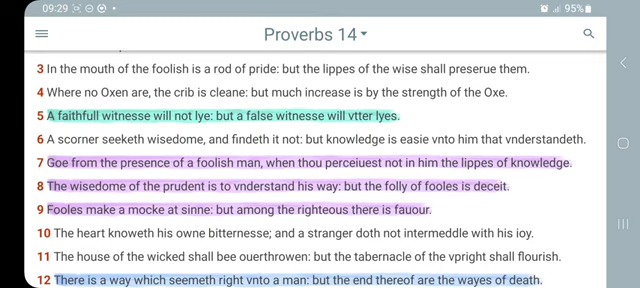 09:29 95%
Proverbs 14
3 In the mouth of the foolish is a rod of pride: but the lippes of the wise shall preserue them.
4 Where no Oxen are, the crib is cleane: but much increase is by the strength of the Oxe.
5 A faithfull witnesse will not lye: but a false witnesse will vtter lyes.
6 A scorner seeketh wisedome, and findeth it not: but knowledge is easie vnto him that vnderstandeth.
7 Goe from the presence of a foolish man, when thou perceiuest not in him the lippes of knowledge.
8 The wisedome of the prudent is to vnderstand his way: but the folly of fooles is deceit.
9 Fooles make a mocke at sinne: but among the righteous there is fauour.
10 The heart knoweth his owne bitternesse; and a stranger doth not intermeddle with his ioy.
11 The house of the wicked shall bee ouerthrowen: but the tabernacle of the vpright shall flourish.
12 There is a way which seemeth right vnto a man: but the end thereof are the wayes of death.